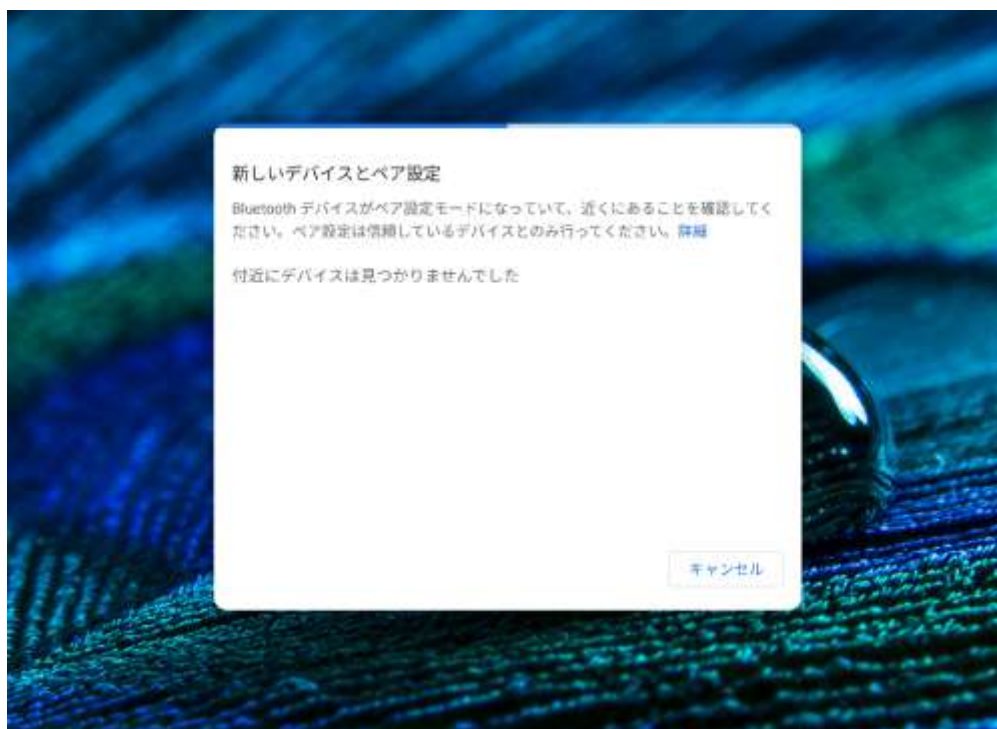 新しいデバイスとペア設定
Bluetooth デバイスがペア設定モードになっていて、近くにあることを確認してく
ださい。ペア設定は信頼しているデバイスとのみ行ってください。詳細
付近にデバイスは見つかりませんでした
キャンセル